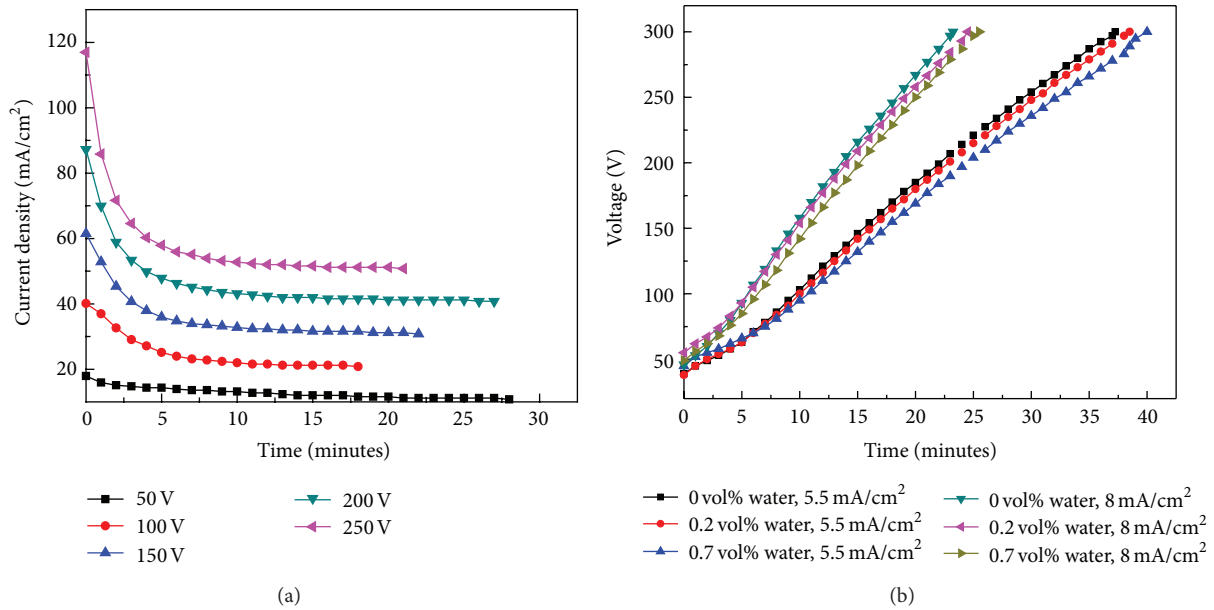 (a)
120
100
80
60
40
20
Current density (mA/cm²)
0
5
10
15
20
25
30
Time (minutes)
50 V
100 V
150 V
200 V
250 V
(b)
300
250
200
150
100
50
Voltage (V)
0
5
10
15
20
25
30
35
40
Time (minutes)
0 vol% water, 5.5 mA/cm²
0.2 vol% water, 5.5 mA/cm²
0.7 vol% water, 5.5 mA/cm²
0 vol% water, 8 mA/cm²
0.2 vol% water, 8 mA/cm²
0.7 vol% water, 8 mA/cm²
(a)
(b)